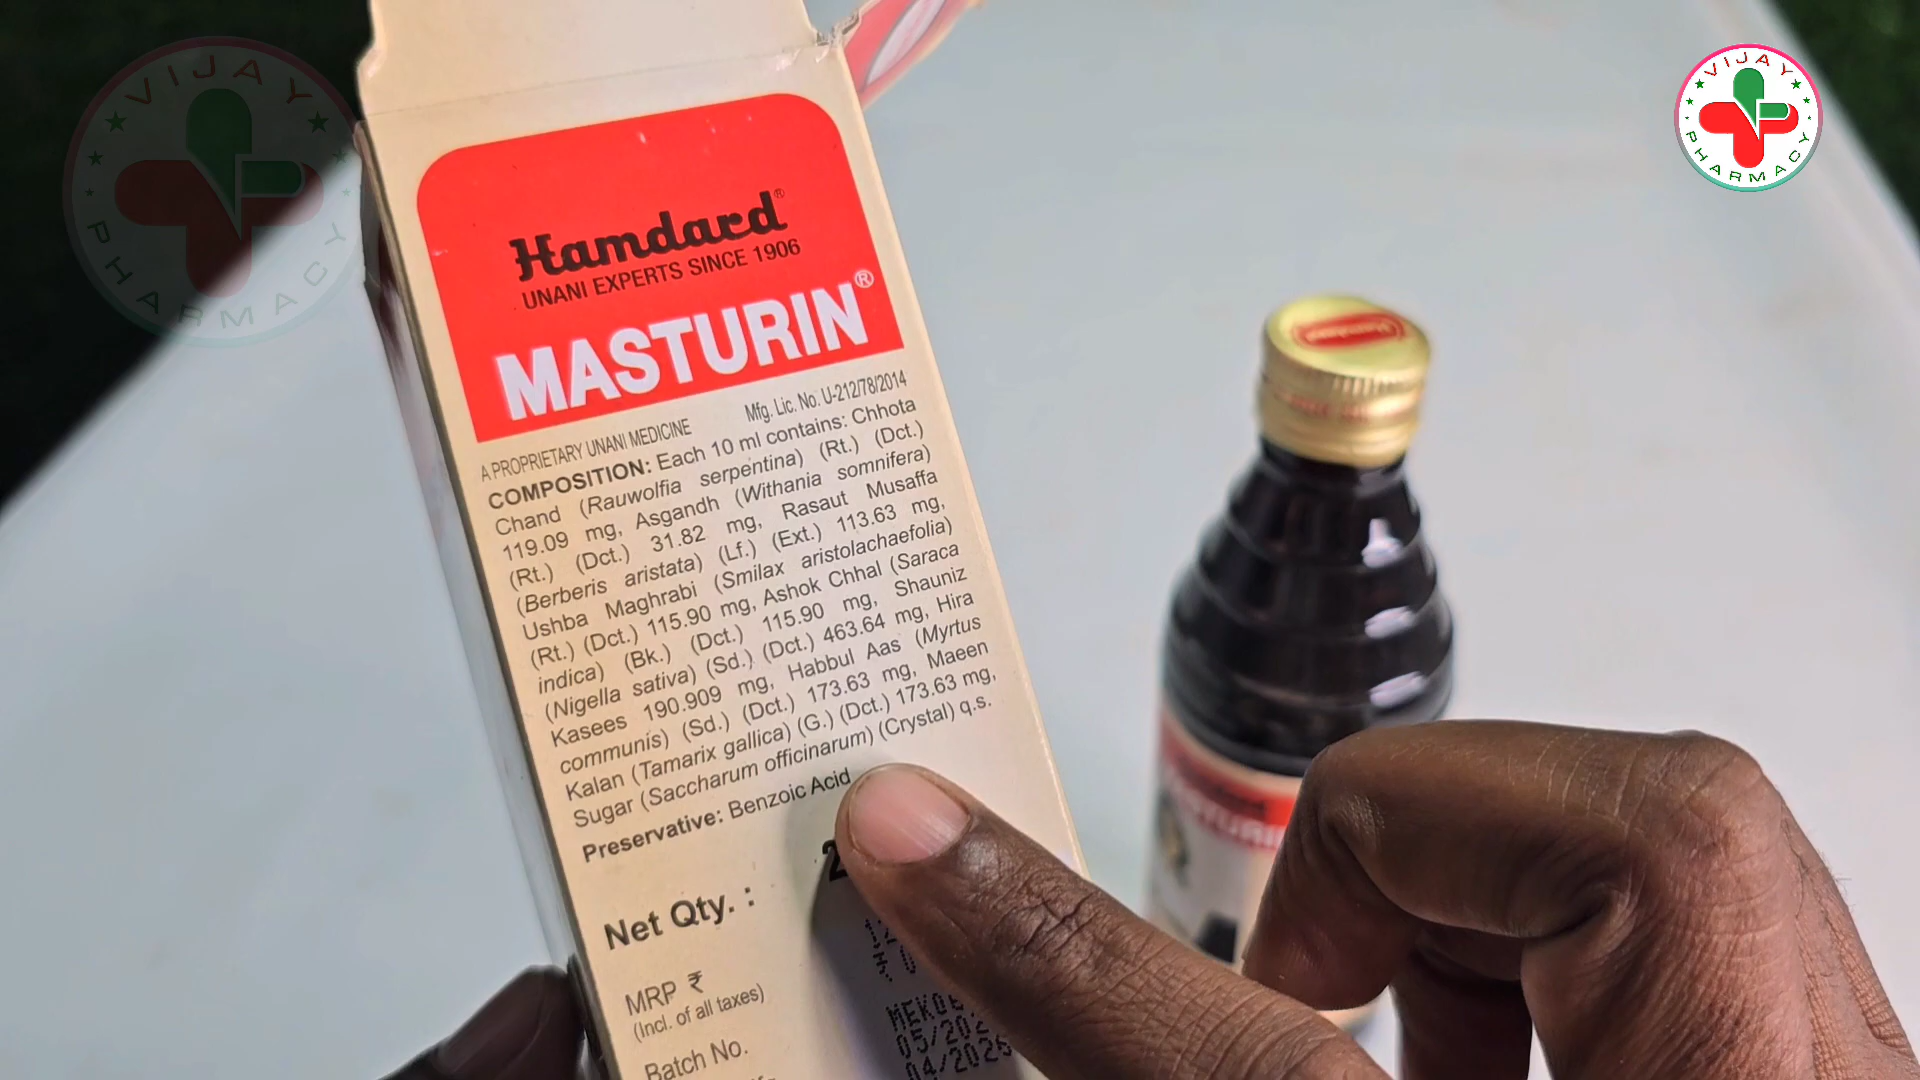 VIJAY
PHARMACY
VIJAY
PHARMACY
Hamdard®
UNANI EXPERTS SINCE 1906
MASTURIN®
A PROPRIETARY UNANI MEDICINE Mfg. Lic. No. U-212/78/2014
COMPOSITION: Each 10 ml contains: Chhota
Chand (Rauwolfia serpentina) (Rt.) (Dct.)
119.09 mg, Asgandh (Withania somnifera)
(Rt.) (Dct.) 31.82 mg, Rasaut Musaffa
(Berberis aristata) (Lf.) (Ext.) 113.63 mg,
Ushba Maghrabi (Smilax aristolachaefolia)
(Rt.) (Dct.) 115.90 mg, Ashok Chhal (Saraca
indica) (Bk.) (Dct.) 115.90 mg, Shauniz
(Nigella sativa) (Sd.) (Dct.) 463.64 mg, Hira
Kasees 190.909 mg, Habbul Aas (Myrtus
communis) (Sd.) (Dct.) 173.63 mg, Maeen
Kalan (Tamarix gallica) (G.) (Dct.) 173.63 mg,
Sugar (Saccharum officinarum) (Crystal) q.s.
Preservative: Benzoic Acid
Net Qty. :
MRP ₹
(Incl. of all taxes)
Batch No.
04/2026